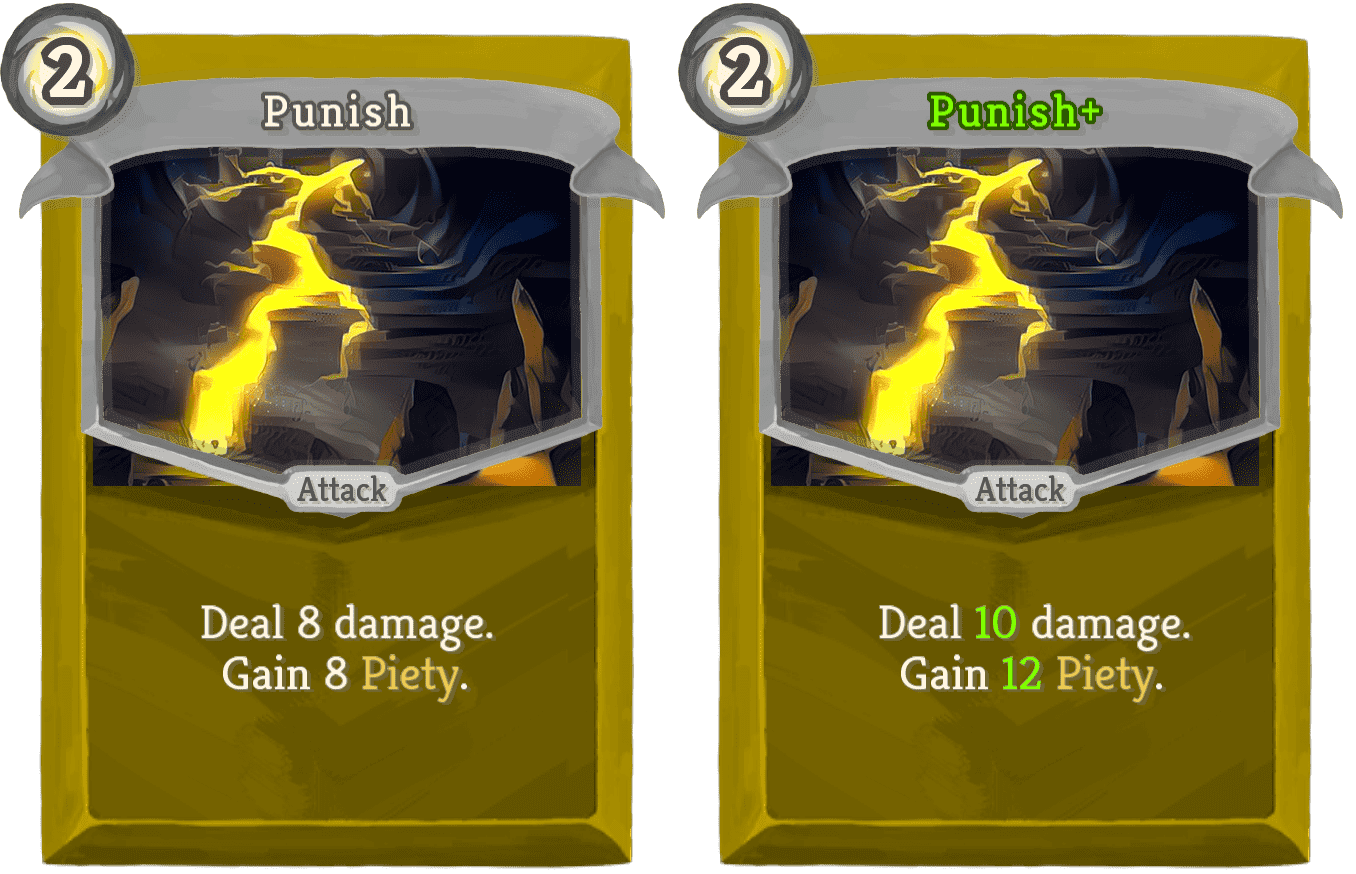 2
Punish
Attack
Deal 8 damage.
Gain 8 Piety.
2
Punish+
Attack
Deal 10 damage.
Gain 12 Piety.